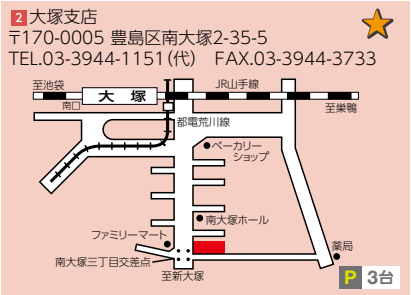 2 大塚支店
〒170-0005 豊島区南大塚2-35-5
TEL.03-3944-1151(代) FAX.03-3944-3733
至池袋
JR山手線
大塚
南口
至巣鴨
都電荒川線
ベーカリー
ショップ
南大塚ホール
ファミリーマート
薬局
南大塚三丁目交差点
至新大塚
P 3台